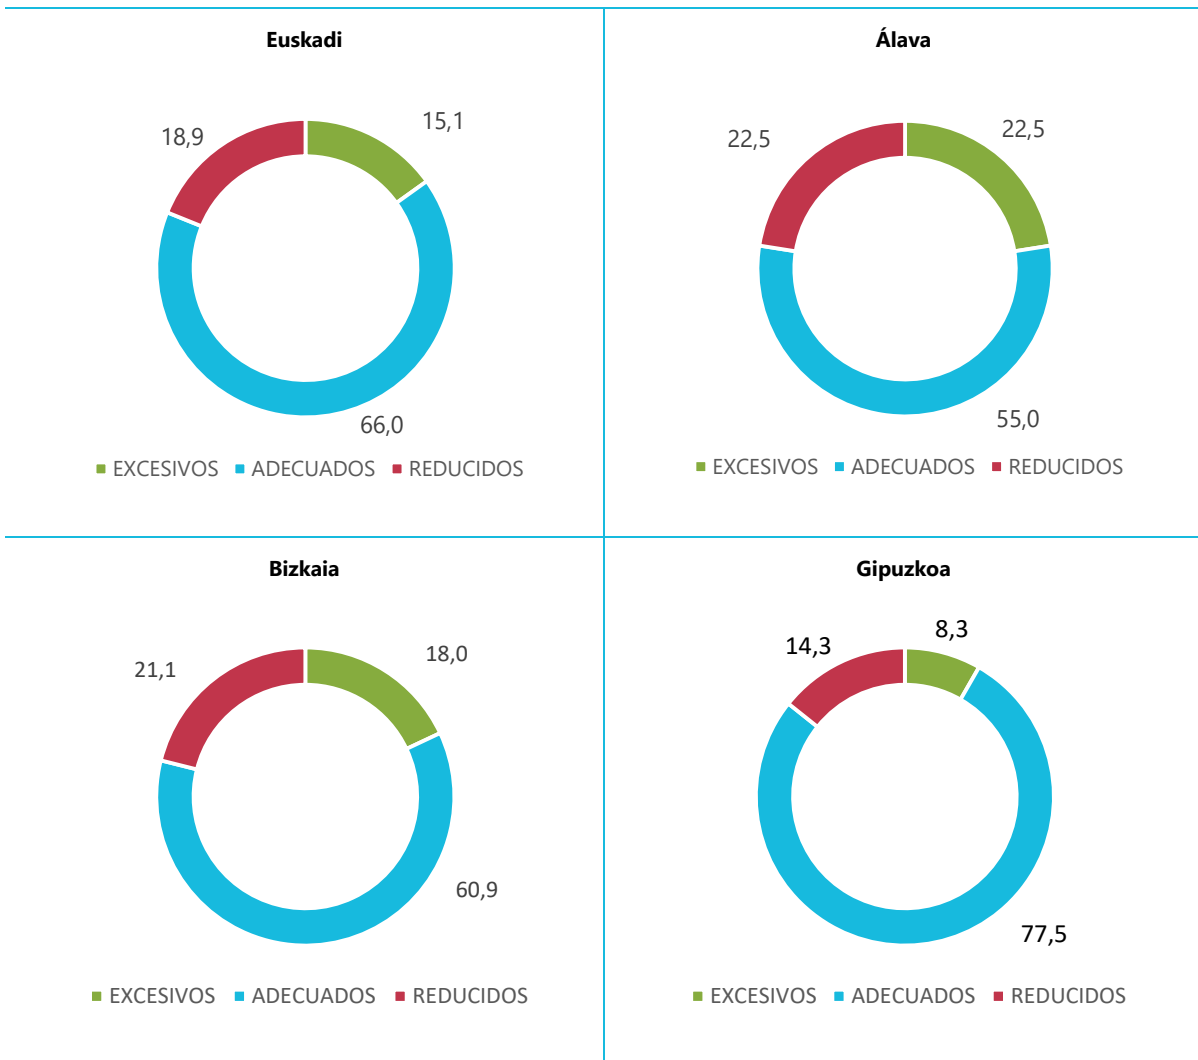 Euskadi
15,1
18,9
66,0
EXCESIVOS ADECUADOS REDUCIDOS
Álava
22,5
22,5
55,0
EXCESIVOS ADECUADOS REDUCIDOS
Bizkaia
18,0
21,1
60,9
EXCESIVOS ADECUADOS REDUCIDOS
Gipuzkoa
8,3
14,3
77,5
EXCESIVOS ADECUADOS REDUCIDOS